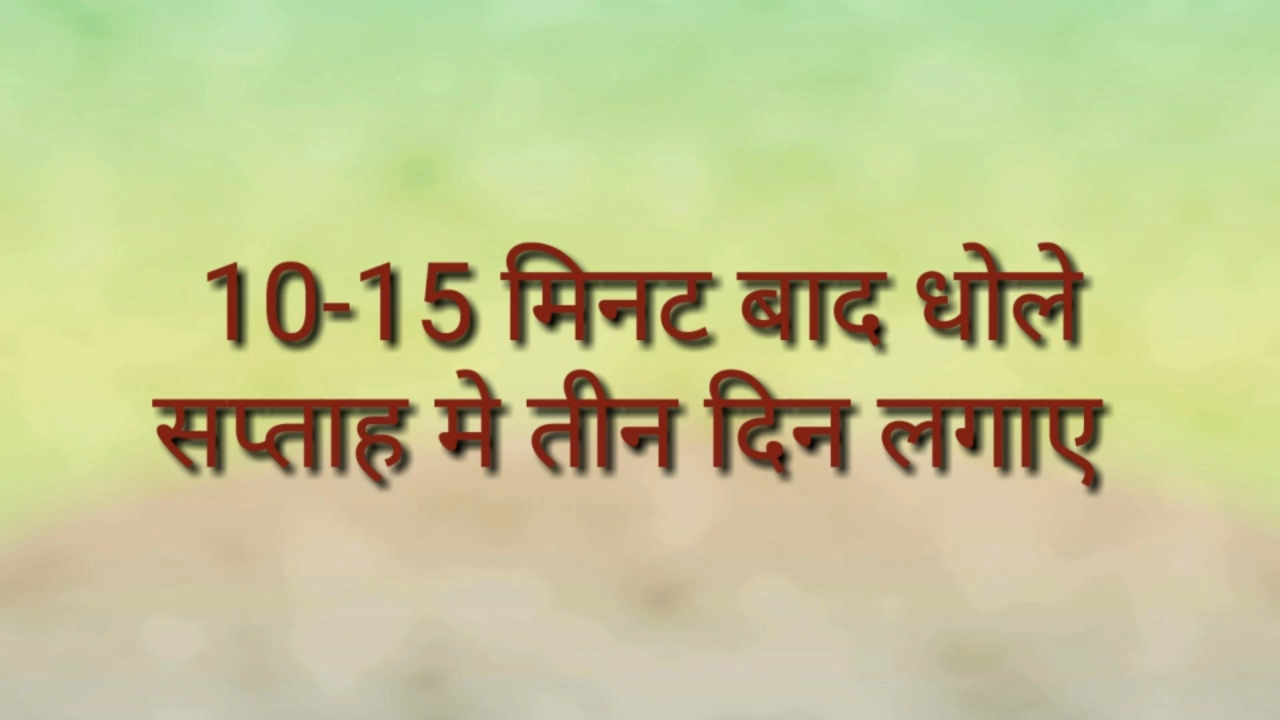 10-15 मिनट बाद धोले
सप्ताह मे तीन दिन लगाए